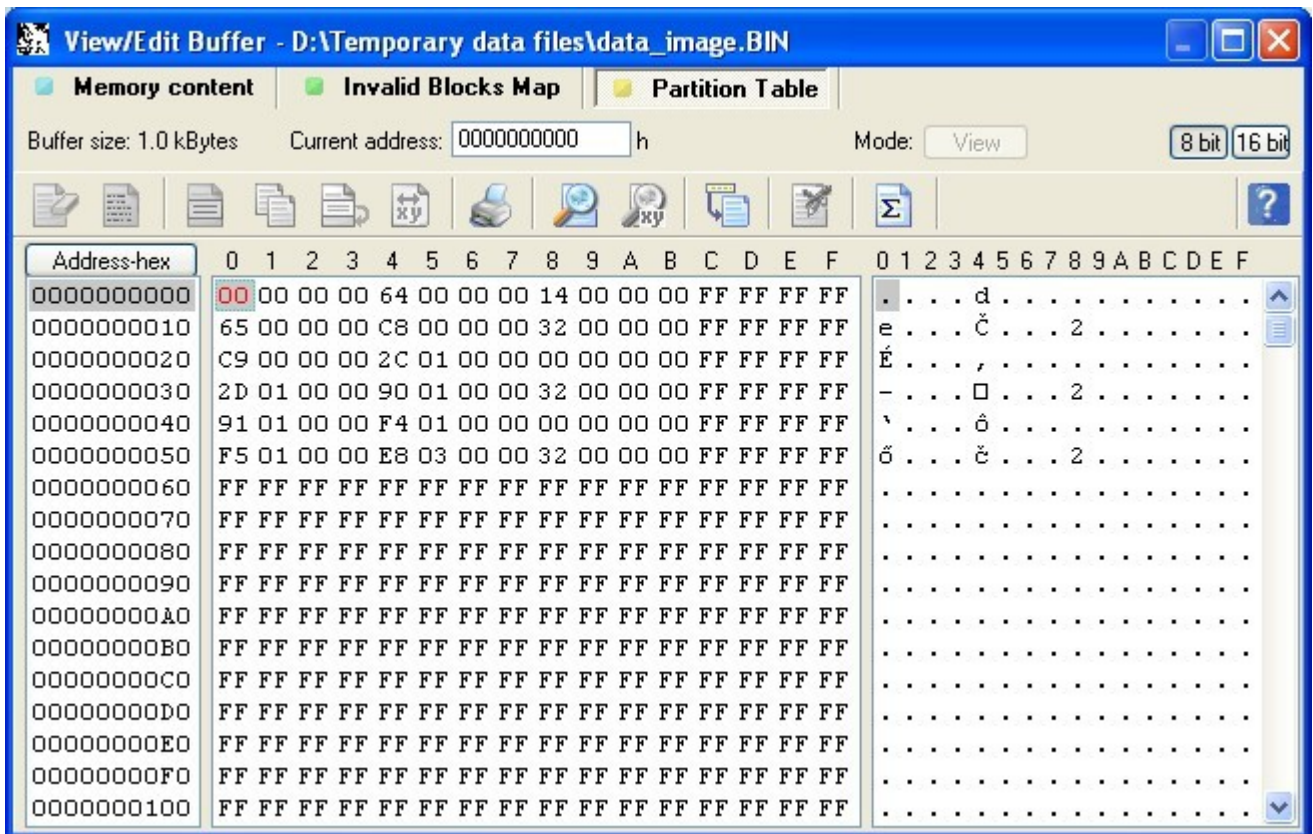 View/Edit Buffer - D:\Temporary data files\data_image.BIN
Memory content Invalid Blocks Map Partition Table
Buffer size: 1.0 kBytes Current address: 0000000000 h Mode: View 8 bit 16 bit
xy xy Σ ?
Address-hex 0 1 2 3 4 5 6 7 8 9 A B C D E F 0 1 2 3 4 5 6 7 8 9 A B C D E F
0000000000 00 00 00 00 64 00 00 00 14 00 00 00 FF FF FF FF . . . . d . . . . . . . . . . .
0000000010 65 00 00 00 C8 00 00 00 32 00 00 00 FF FF FF FF e . . . Č . . . 2 . . . . . . .
0000000020 C9 00 00 00 2C 01 00 00 00 00 00 00 FF FF FF FF É . . . , . . . . . . . . . . .
0000000030 2D 01 00 00 90 01 00 00 32 00 00 00 FF FF FF FF - . . . □ . . . 2 . . . . . . .
0000000040 91 01 00 00 F4 01 00 00 00 00 00 00 FF FF FF FF ‘ . . . ô . . . . . . . . . . .
0000000050 F5 01 00 00 E8 03 00 00 32 00 00 00 FF FF FF FF ő . . . č . . . 2 . . . . . . .
0000000060 FF FF FF FF FF FF FF FF FF FF FF FF FF FF FF FF . . . . . . . . . . . . . . . .
0000000070 FF FF FF FF FF FF FF FF FF FF FF FF FF FF FF FF . . . . . . . . . . . . . . . .
0000000080 FF FF FF FF FF FF FF FF FF FF FF FF FF FF FF FF . . . . . . . . . . . . . . . .
0000000090 FF FF FF FF FF FF FF FF FF FF FF FF FF FF FF FF . . . . . . . . . . . . . . . .
00000000A0 FF FF FF FF FF FF FF FF FF FF FF FF FF FF FF FF . . . . . . . . . . . . . . . .
00000000B0 FF FF FF FF FF FF FF FF FF FF FF FF FF FF FF FF . . . . . . . . . . . . . . . .
00000000C0 FF FF FF FF FF FF FF FF FF FF FF FF FF FF FF FF . . . . . . . . . . . . . . . .
00000000D0 FF FF FF FF FF FF FF FF FF FF FF FF FF FF FF FF . . . . . . . . . . . . . . . .
00000000E0 FF FF FF FF FF FF FF FF FF FF FF FF FF FF FF FF . . . . . . . . . . . . . . . .
00000000F0 FF FF FF FF FF FF FF FF FF FF FF FF FF FF FF FF . . . . . . . . . . . . . . . .
0000000100 FF FF FF FF FF FF FF FF FF FF FF FF FF FF FF FF . . . . . . . . . . . . . . . .